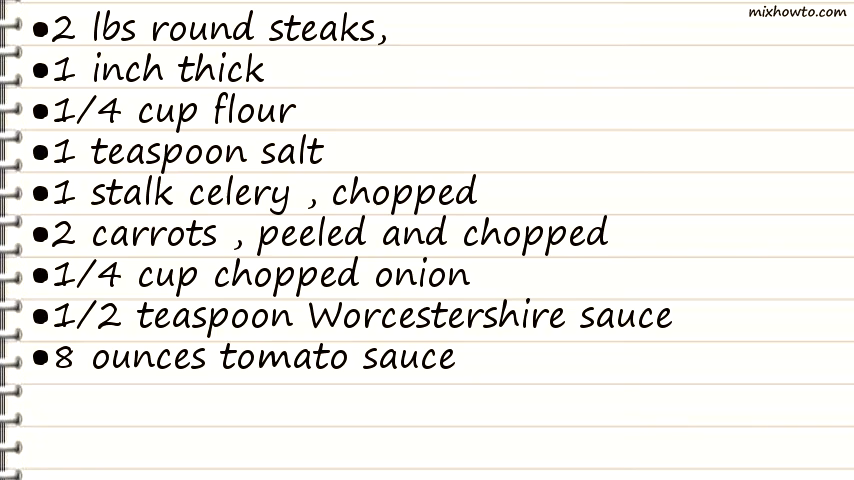 mixhowto.com
•2 lbs round steaks,
•1 inch thick
•1/4 cup flour
•1 teaspoon salt
•1 stalk celery , chopped
•2 carrots , peeled and chopped
•1/4 cup chopped onion
•1/2 teaspoon Worcestershire sauce
•8 ounces tomato sauce